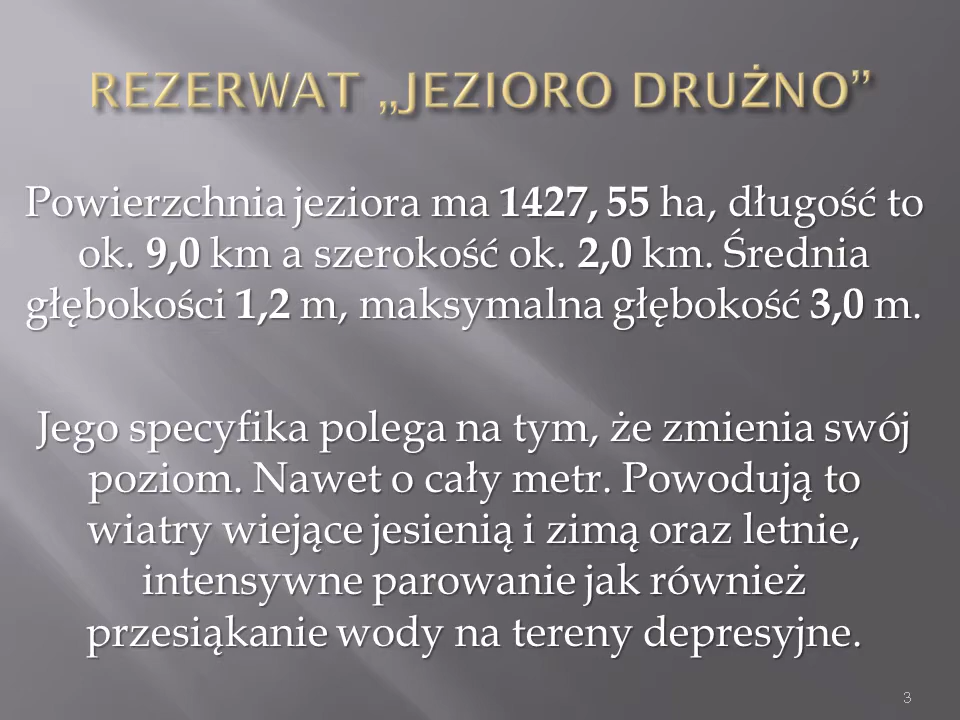 REZERWAT „JEZIORO DRUŻNO”
Powierzchnia jeziora ma 1427, 55 ha, długość to
ok. 9,0 km a szerokość ok. 2,0 km. Średnia
głębokości 1,2 m, maksymalna głębokość 3,0 m.
Jego specyfika polega na tym, że zmienia swój
poziom. Nawet o cały metr. Powodują to
wiatry wiejące jesienią i zimą oraz letnie,
intensywne parowanie jak również
przesiąkanie wody na tereny depresyjne.
3